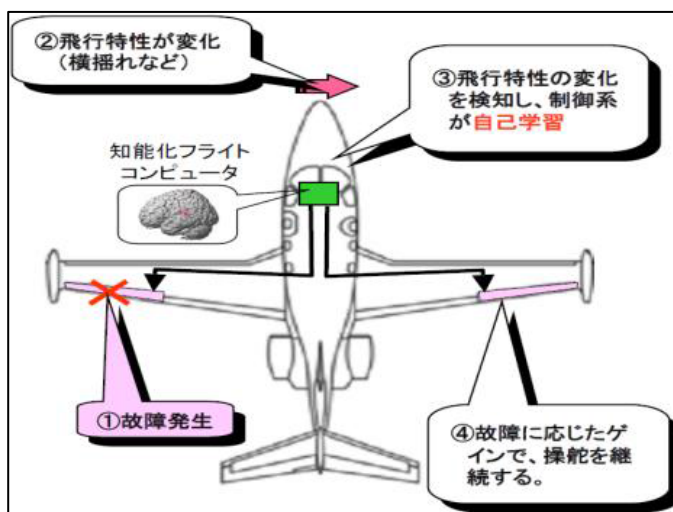 ②飛行特性が変化
（横揺れなど）
③飛行特性の変化
を検知し、制御系
が自己学習
知能化フライト
コンピュータ
①故障発生
④故障に応じたゲ
インで、操舵を継
続する。